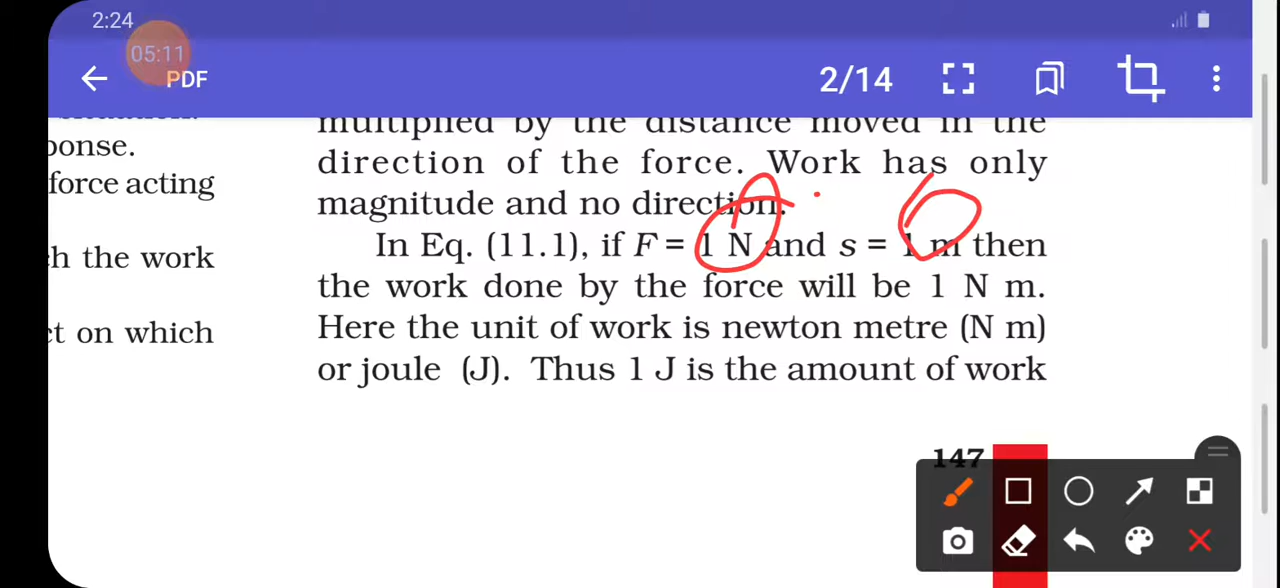 2:24
05:11
PDF
2/14
ponse.
force acting
h the work
ct on which
multiplied by the distance moved in the
direction of the force. Work has only
magnitude and no direction.
In Eq. (11.1), if F = 1 N and s = 1 m then
the work done by the force will be 1 N m.
Here the unit of work is newton metre (N m)
or joule (J). Thus 1 J is the amount of work
147